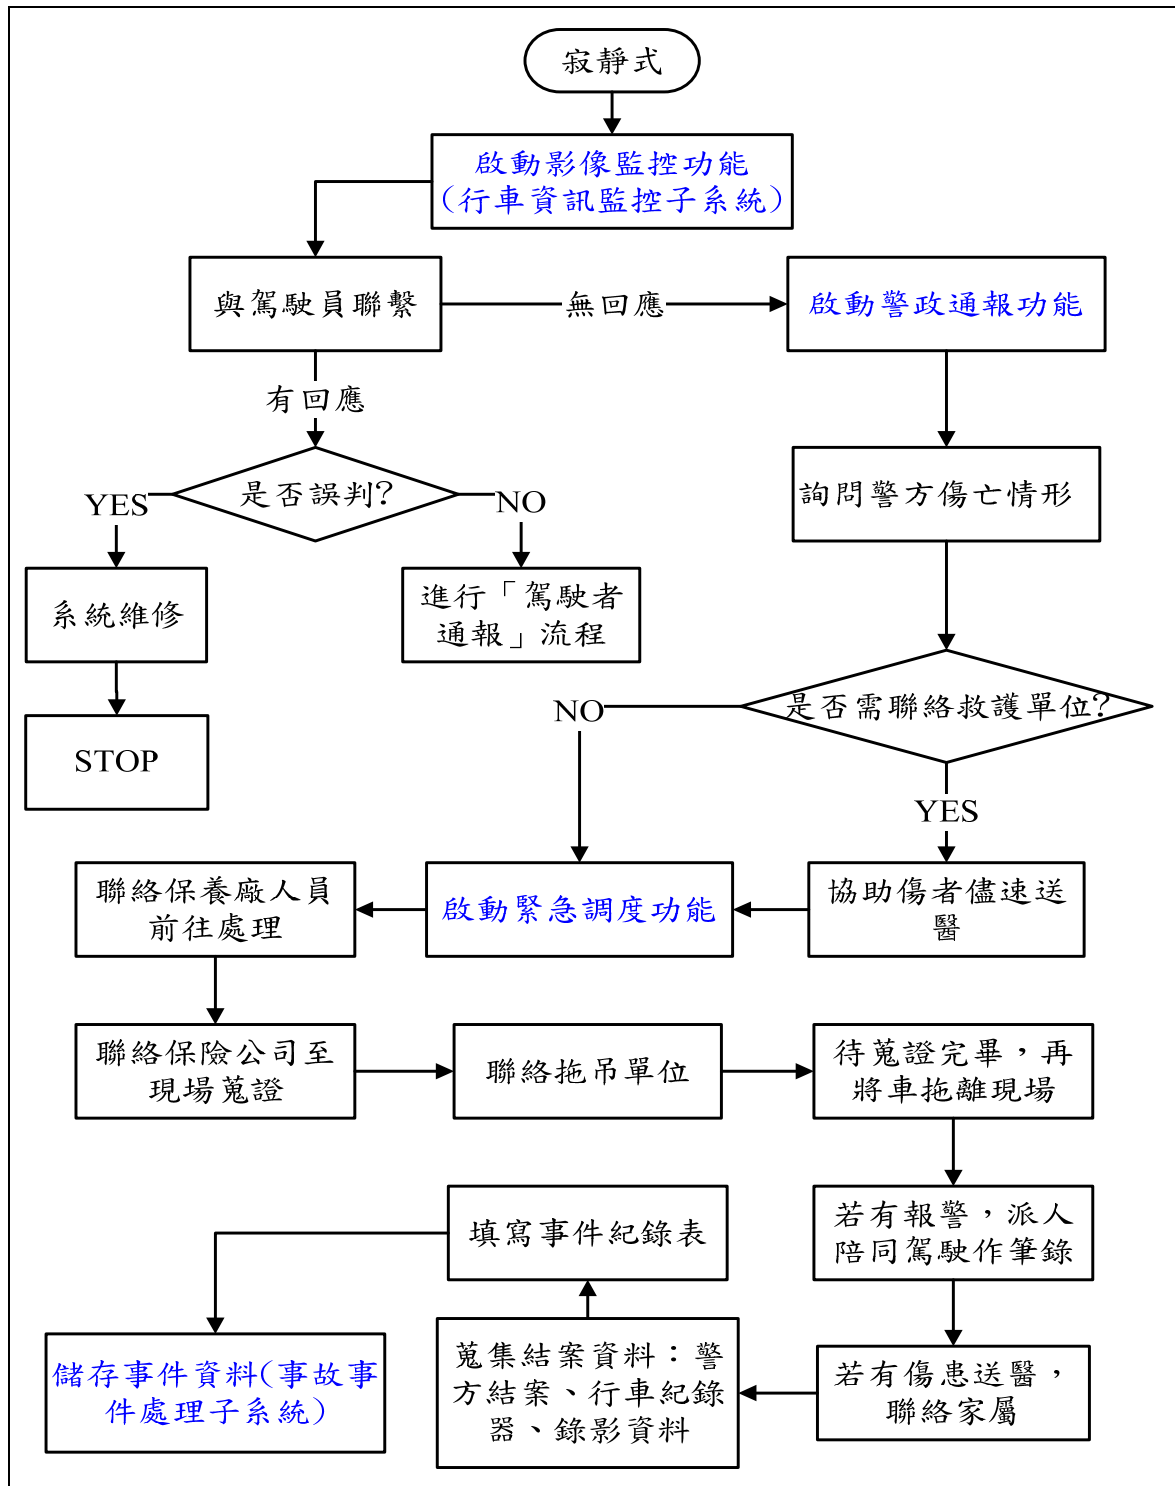 寂靜式
啟動影像監控功能
(行車資訊監控子系統)
與駕駛員聯繫
無回應
啟動警政通報功能
有回應
是否誤判?
YES
NO
詢問警方傷亡情形
系統維修
進行「駕駛者
通報」流程
STOP
是否需聯絡救護單位?
NO
YES
聯絡保養廠人員
前往處理
啟動緊急調度功能
協助傷者儘速送
醫
聯絡保險公司至
現場蒐證
聯絡拖吊單位
待蒐證完畢，再
將車拖離現場
填寫事件紀錄表
若有報警，派人
陪同駕駛作筆錄
儲存事件資料(事故事
件處理子系統)
蒐集結案資料：警
方結案、行車紀錄
器、錄影資料
若有傷患送醫，
聯絡家屬